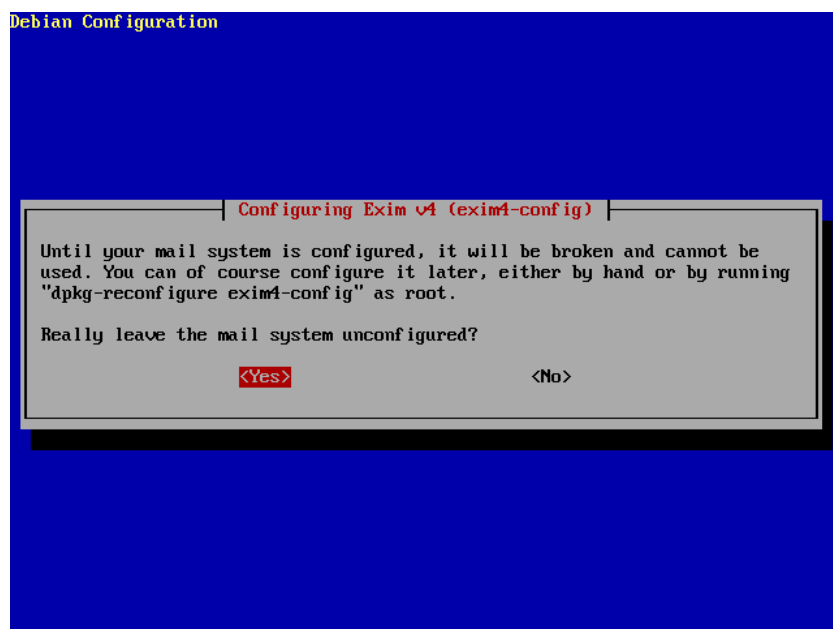 Debian Configuration
Configuring Exim v4 (exim4-config)
Until your mail system is configured, it will be broken and cannot be
used. You can of course configure it later, either by hand or by running
"dpkg-reconfigure exim4-config" as root.
Really leave the mail system unconfigured?
<Yes> <No>